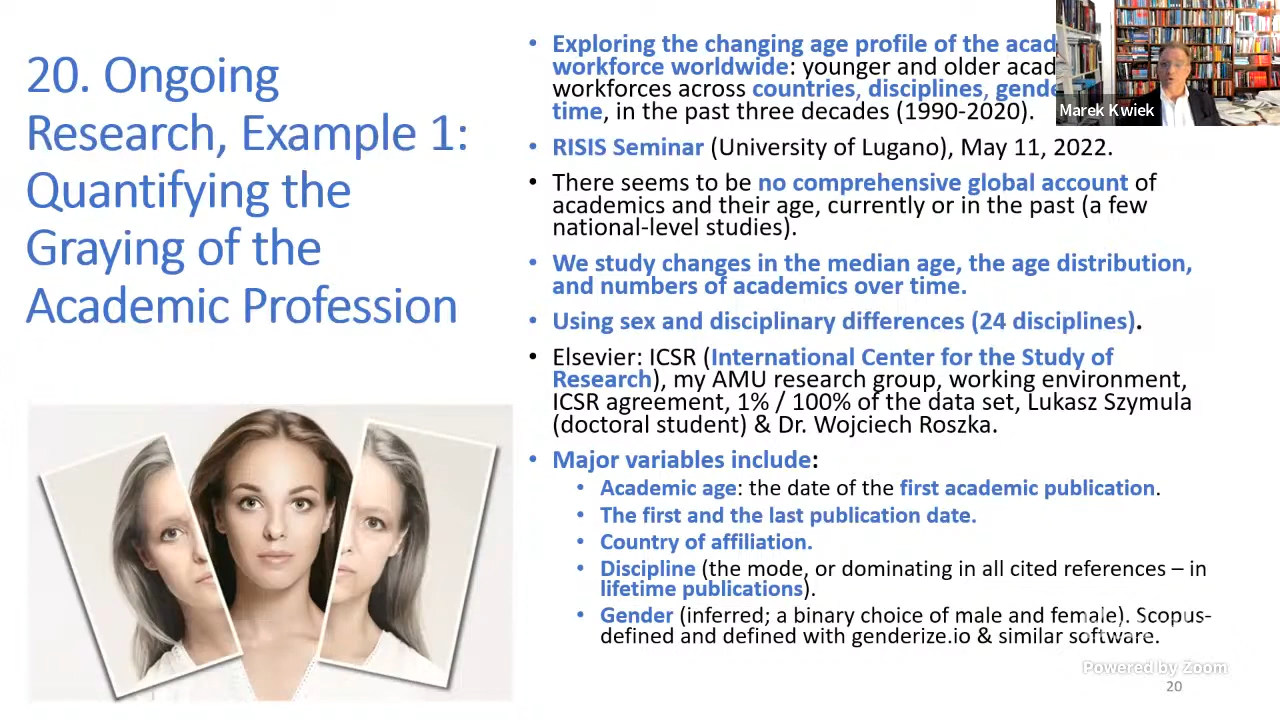 20. Ongoing
Research, Example 1:
Quantifying the
Graying of the
Academic Profession
• Exploring the changing age profile of the
workforce worldwide: younger and older
workforces across countries, disciplines,
time, in the past three decades (1990-2020).
• RISIS Seminar (University of Lugano), May 11, 2022.
• There seems to be no comprehensive global account of
academics and their age, currently or in the past (a few
national-level studies).
• We study changes in the median age, the age distribution,
and numbers of academics over time.
• Using sex and disciplinary differences (24 disciplines).
• Elsevier: ICSR (International Center for the Study of
Research), my AMU research group, working environment,
ICSR agreement, 1% / 100% of the data set, Lukasz Szymula
(doctoral student) & Dr. Wojciech Roszka.
• Major variables include:
• Academic age: the date of the first academic publication.
• The first and the last publication date.
• Country of affiliation.
• Discipline (the mode, or dominating in all cited references – in
lifetime publications).
• Gender (inferred; a binary choice of male and female). Scopus-
defined and defined with genderize.io & similar software.
Marek Kwiek
Powered by Zoom
20